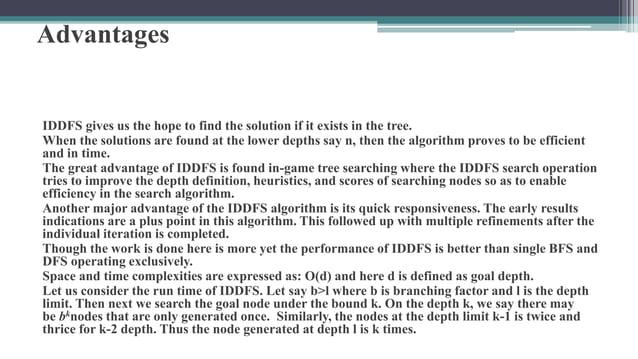 Advantages
IDDFS gives us the hope to find the solution if it exists in the tree.
When the solutions are found at the lower depths say n, then the algorithm proves to be efficient
and in time.
The great advantage of IDDFS is found in-game tree searching where the IDDFS search operation
tries to improve the depth definition, heuristics, and scores of searching nodes so as to enable
efficiency in the search algorithm.
Another major advantage of the IDDFS algorithm is its quick responsiveness. The early results
indications are a plus point in this algorithm. This followed up with multiple refinements after the
individual iteration is completed.
Though the work is done here is more yet the performance of IDDFS is better than single BFS and
DFS operating exclusively.
Space and time complexities are expressed as: O(d) and here d is defined as goal depth.
Let us consider the run time of IDDFS. Let say b>l where b is branching factor and l is the depth
limit. Then next we search the goal node under the bound k. On the depth k, we say there may
be bᵏnodes that are only generated once. Similarly, the nodes at the depth limit k-1 is twice and
thrice for k-2 depth. Thus the node generated at depth l is k times.